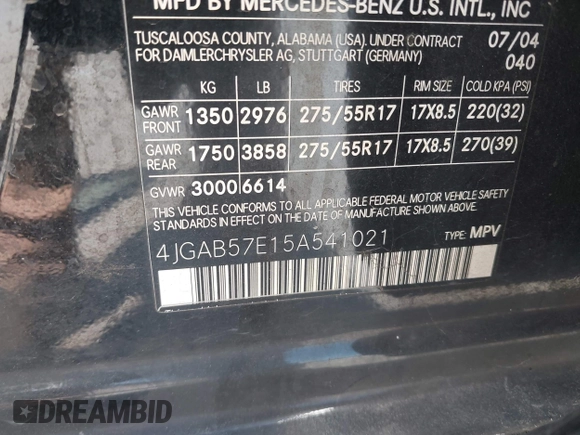 MFD BY MERCEDES-BENZ U.S. INTL., INC
TUSCALOOSA COUNTY, ALABAMA (USA). UNDER CONTRACT 07/04
FOR DAIMLERCHRYSLER AG, STUTTGART (GERMANY) 040
KG LB TIRES RIM SIZE COLD KPA (PSI)
GAWR FRONT 1350 2976 275/55R17 17X8.5 220(32)
GAWR REAR 1750 3858 275/55R17 17X8.5 270(39)
GVWR 3000 6614
THIS VEHICLE CONFORMS TO ALL APPLICABLE FEDERAL MOTOR VEHICLE SAFETY
STANDARDS IN EFFECT ON THE DATE OF MANUFACTURE SHOWN ABOVE.
4JGAB57E15A541021 TYPE: MPV
DREAMBID